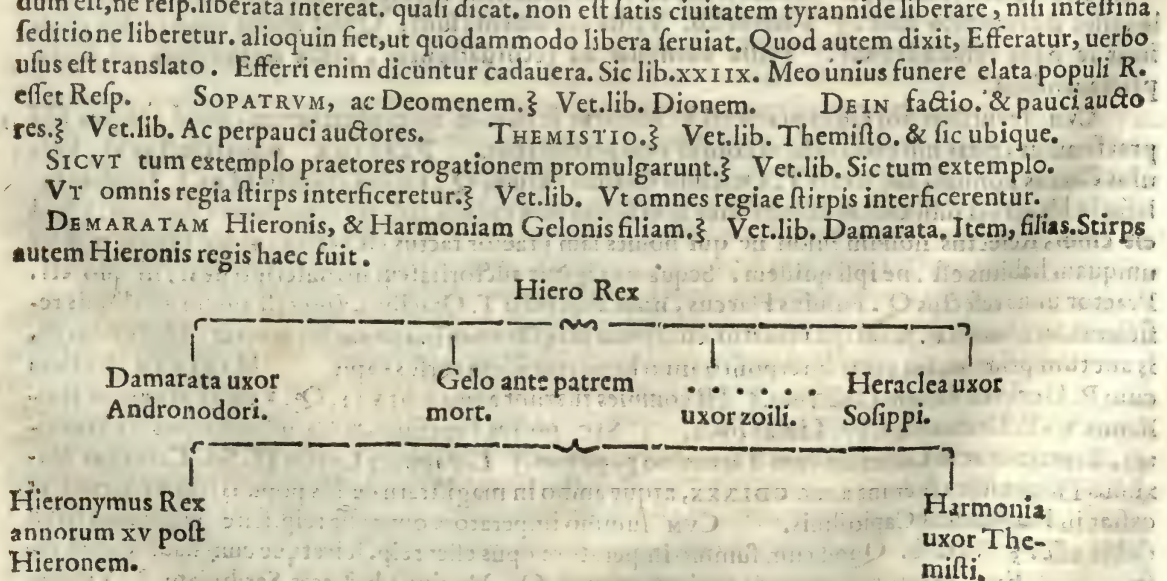 dum est,ne resp.liberata intereat. quasi dicat. non est satis ciuitatem tyrannide liberare, nisi intestina
seditione liberetur. alioquin fiet,ut quodammodo libera seruiat. Quod autem dixit, Efferatur, uerbo
usus est translato. Efferri enim dicuntur cadauera. Sic lib.xxiix. Meo unius funere elata populi R.
esset Resp. SOPATRVM, ac Deomenem.ξ Vet.lib. Dionem. DEIN factio. & pauci aucto
res.ξ Vet.lib. Ac perpauci auctores. THEMISTIO.ξ Vet.lib. Themisto. & sic ubique.
SICVT tum extemplo praetores rogationem promulgarunt.ξ Vet.lib. Sic tum extemplo.
VT omnis regia stirps interficeretur.ξ Vet.lib. Vt omnes regiae stirpis interficerentur.
DEMARATAM Hieronis, & Harmoniam Gelonis filiam.ξ Vet.lib. Damarata. Item, filias.Stirps
autem Hieronis regis haec fuit.
Hiero Rex
Damarata uxor
Andronodori.
Gelo ante patrem
mort.
. . . . . .
uxor zoili.
Heraclea uxor
Sosippi.
Hieronymus Rex
annorum xv post
Hieronem.
Harmonia
uxor The-
misti.